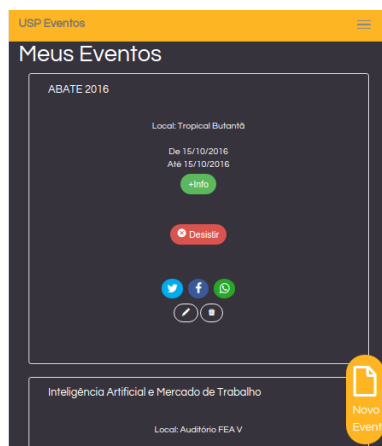 USP Eventos
Meus Eventos
ABATE 2016
Local: Tropical Butantã
De 15/10/2016
Até 15/10/2016
+Info
Desistir
Inteligência Artificial e Mercado de Trabalho
Local: Auditório FEA V
Novo
Event